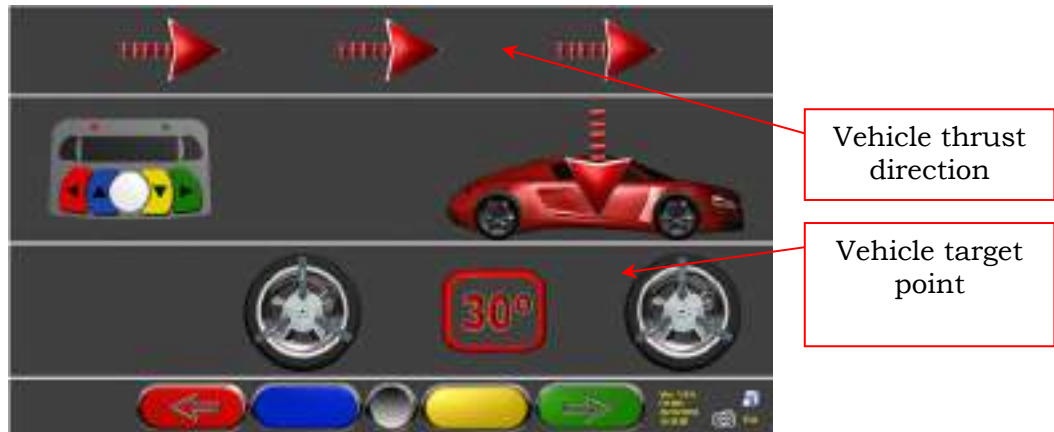 Vehicle thrust
direction
Vehicle target
point
30°